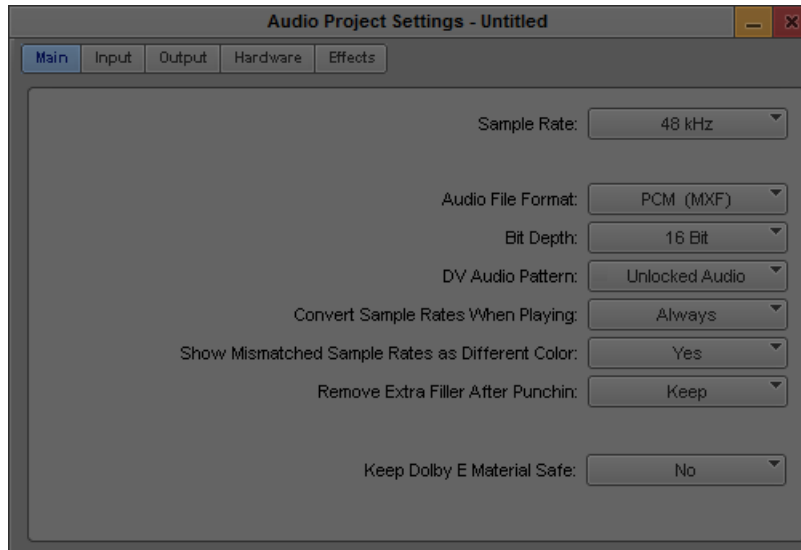 Audio Project Settings - Untitled
Main Input Output Hardware Effects
Sample Rate: 48 kHz
Audio File Format: PCM (MXF)
Bit Depth: 16 Bit
DV Audio Pattern: Unlocked Audio
Convert Sample Rates When Playing: Always
Show Mismatched Sample Rates as Different Color: Yes
Remove Extra Filler After Punchin: Keep
Keep Dolby E Material Safe: No